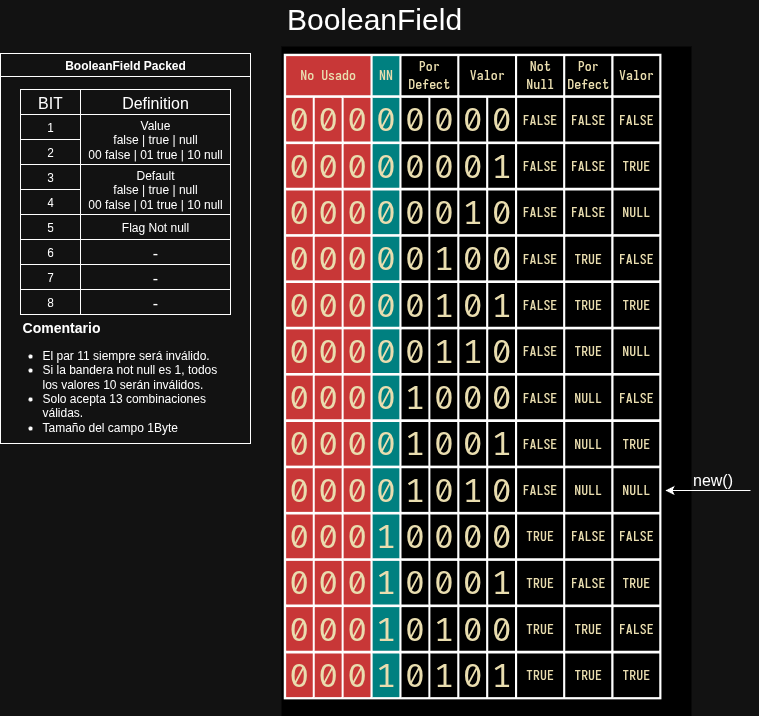 BooleanField
BooleanField Packed
BIT Definition
1 Value
false | true | null
2 00 false | 01 true | 10 null
3 Default
false | true | null
4 00 false | 01 true | 10 null
5 Flag Not null
6 -
7 -
8 -
Comentario
El par 11 siempre será inválido.
Si la bandera not null es 1, todos
los valores 10 serán inválidos.
Solo acepta 13 combinaciones
válidas.
Tamaño del campo 1Byte
No Usado NN Por Defect Valor Not Null Por Defect Valor
0 0 0 0 0 0 0 0 FALSE FALSE FALSE
0 0 0 0 0 0 0 1 FALSE FALSE TRUE
0 0 0 0 0 0 1 0 FALSE FALSE NULL
0 0 0 0 0 1 0 0 FALSE TRUE FALSE
0 0 0 0 0 1 0 1 FALSE TRUE TRUE
0 0 0 0 0 1 1 0 FALSE TRUE NULL
0 0 0 0 1 0 0 0 FALSE NULL FALSE
0 0 0 0 1 0 0 1 FALSE NULL TRUE
0 0 0 0 1 0 1 0 FALSE NULL NULL
new()
0 0 0 1 0 0 0 0 TRUE FALSE FALSE
0 0 0 1 0 0 0 1 TRUE FALSE TRUE
0 0 0 1 0 1 0 0 TRUE TRUE FALSE
0 0 0 1 0 1 0 1 TRUE TRUE TRUE